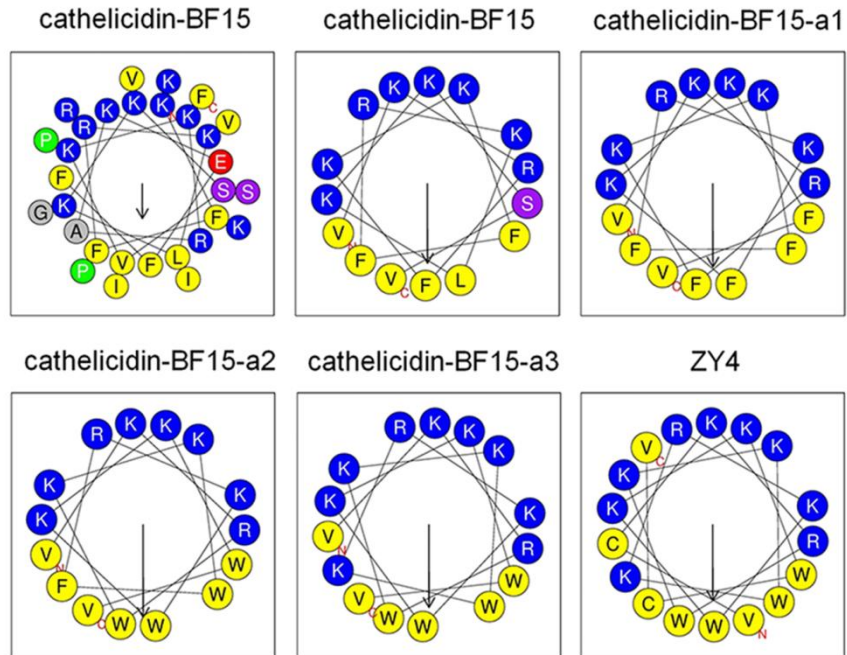 cathelicidin-BF15
V K
F C
R K K K N K V
R K
P K E
F S S
G K F
A R K
F V F L
P I I
cathelicidin-BF15
K K K
R
K K
K R
V N S
F F
V C F L
cathelicidin-BF15-a1
R K K K
K K
K R
V N F
F F
V C F F
cathelicidin-BF15-a2
R K K K
K K
K R
V N W
F W
V C W W
cathelicidin-BF15-a3
R K K K
K
K K
V N R
K W
V C W W W
ZY4
R K K K
V C
K
K K
C R
K W
C W
W W V N